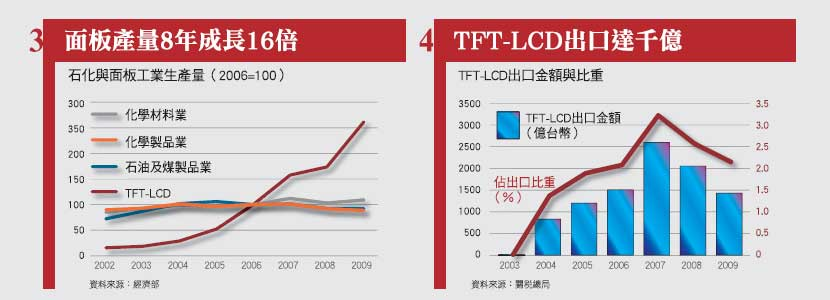 3 面板產量8年成長16倍
石化與面板工業生產量（2006=100）
300
350
200
150
100
50
0
化學材料業
化學製品業
石油及煤製品業
TFT-LCD
2002 2003 2004 2005 2006 2007 2008 2009
資料來源：經濟部
4 TFT-LCD出口達千億
TFT-LCD出口金額與比重
3500
3000
2500
2000
1500
1000
500
0
TFT-LCD出口金額
（億台幣）
佔出口比重
（%）
3.5
3.0
2.5
2.0
1.5
1.0
0.5
0
2003 2004 2005 2006 2007 2008 2009
資料來源：關稅總局